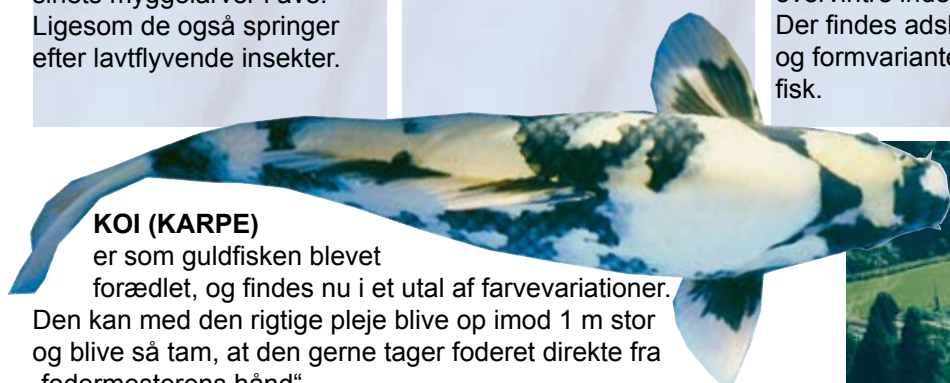 Ligesom de også springer
efter lavtflyvende insekter.
Der findes
og
fisk.
KOI (KARPE)
er som guldfisken blevet
forædlet, og findes nu i et utal af farvevariationer.
Den kan med den rigtige pleje blive op imod 1 m stor
og blive så tam, at den gerne tager foderet direkte fra